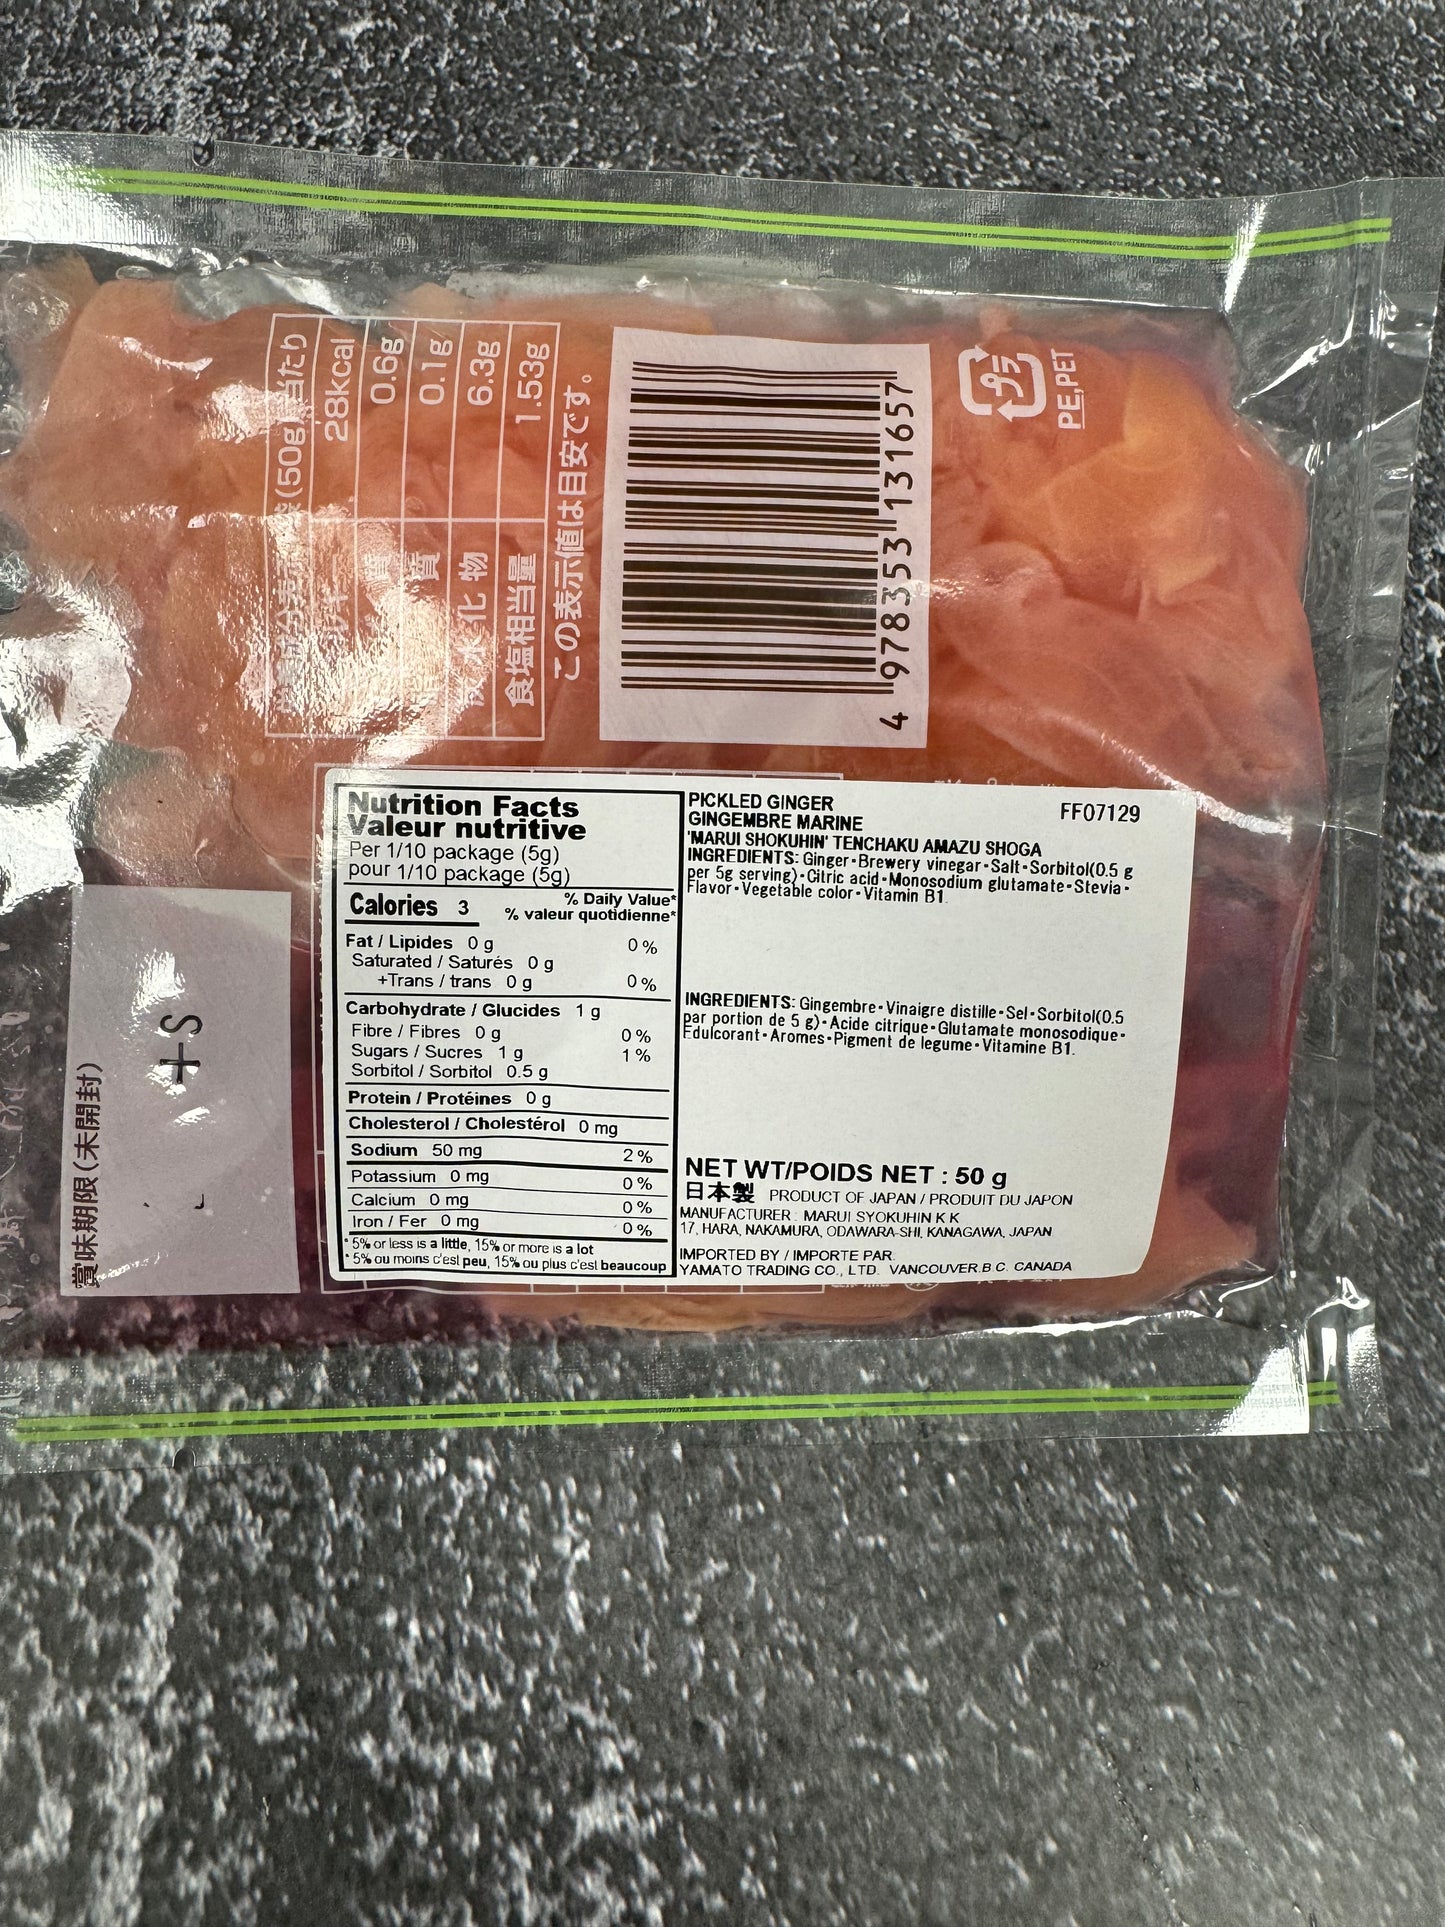 (50g)当たり
28kcal
0.6g
質 0.1g
水化物 6.3g
食塩相当量 1.53g
この表示値は目安です。
4 978353 131657
プラ
PE,PET
賞味期限(未開封)
+S
Nutrition Facts
Valeur nutritive
Per 1/10 package (5g)
pour 1/10 package (5g)
Calories 3
% Daily Value*
% valeur quotidienne*
Fat / Lipides 0 g 0 %
Saturated / Saturés 0 g
+Trans / trans 0 g 0 %
Carbohydrate / Glucides 1 g
Fibre / Fibres 0 g 0 %
Sugars / Sucres 1 g 1 %
Sorbitol / Sorbitol 0.5 g
Protein / Protéines 0 g
Cholesterol / Cholestérol 0 mg
Sodium 50 mg 2 %
Potassium 0 mg 0 %
Calcium 0 mg 0 %
Iron / Fer 0 mg 0 %
* 5% or less is a little, 15% or more is a lot
* 5% ou moins c'est peu, 15% ou plus c'est beaucoup
PICKLED GINGER FF07129
GINGEMBRE MARINE
'MARUI SHOKUHIN' TENCHAKU AMAZU SHOGA
INGREDIENTS: Ginger・Brewery vinegar・Salt・Sorbitol(0.5 g
per 5g serving)・Citric acid・Monosodium glutamate・Stevia・
Flavor・Vegetable color・Vitamin B1.
INGREDIENTS: Gingembre・Vinaigre distille・Sel・Sorbitol(0.5
par portion de 5 g)・Acide citrique・Glutamate monosodique・
Edulcorant・Aromes・Pigment de legume・Vitamine B1.
NET WT/POIDS NET : 50 g
日本製 PRODUCT OF JAPAN / PRODUIT DU JAPON
MANUFACTURER : MARUI SYOKUHIN K K
17, HARA, NAKAMURA, ODAWARA-SHI, KANAGAWA, JAPAN
IMPORTED BY / IMPORTE PAR:
YAMATO TRADING CO., LTD. VANCOUVER.B C. CANADA